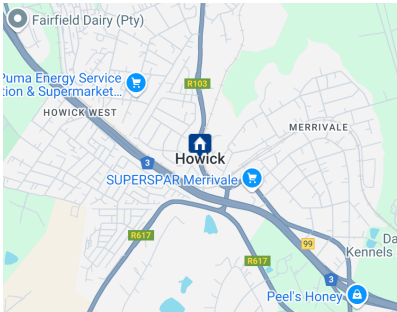 Fairfield Dairy (Pty)
R103
Puma Energy Service
tion & Supermarket...
HOWICK WEST
MERRIVALE
3
Howick
SUPERSPAR Merrivale
R617
99
Da
Kennels
R617
3
Peel's Honey